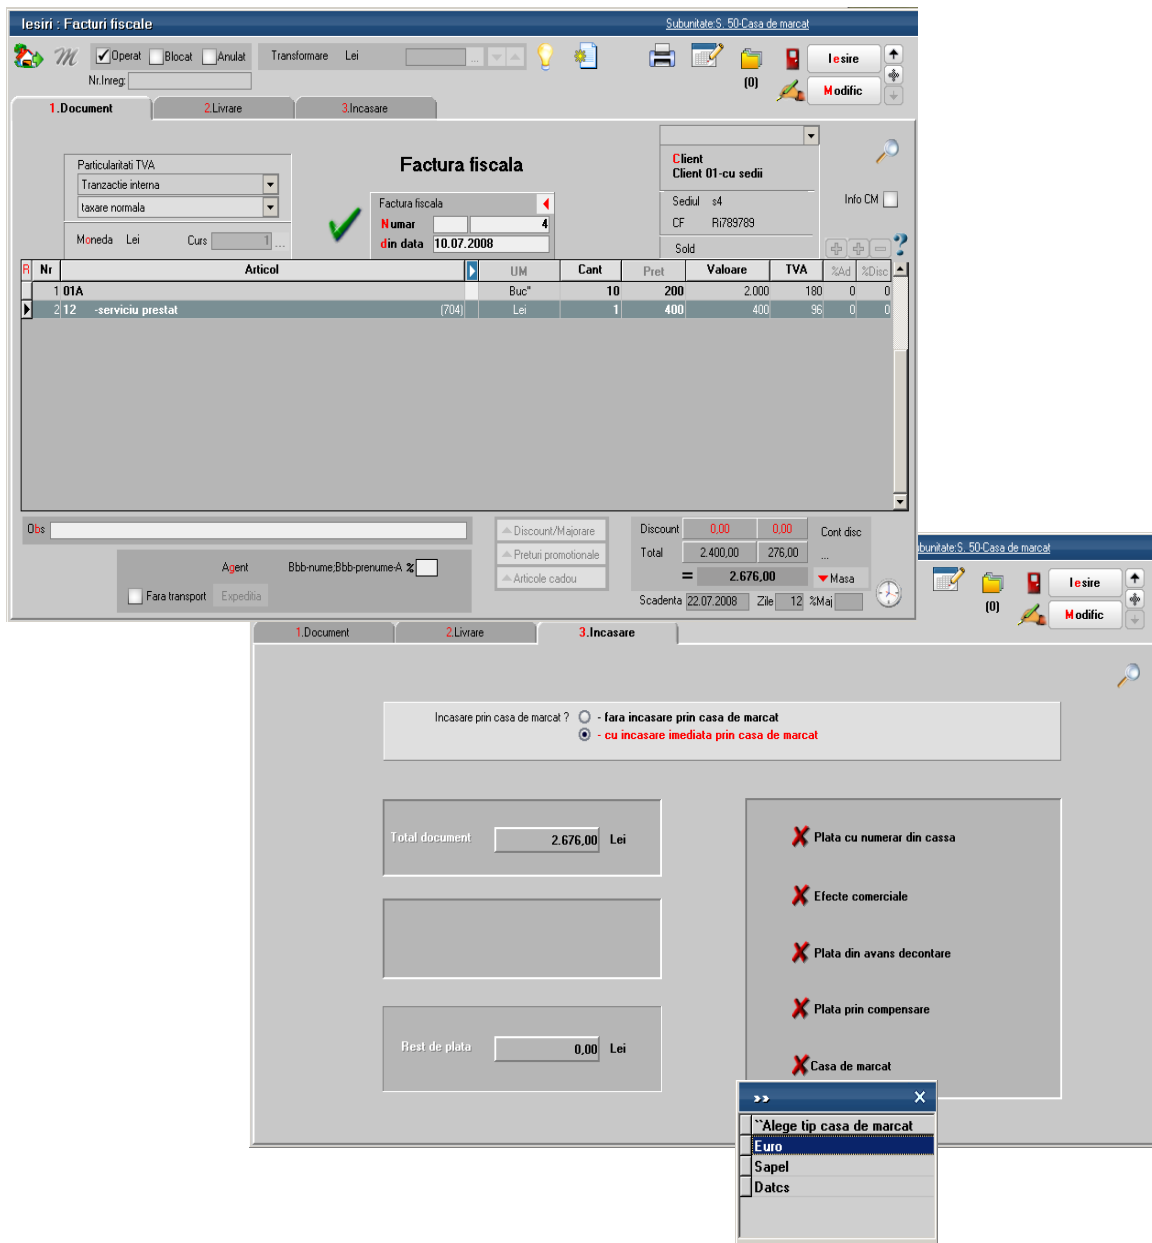 Iesiri : Facturi fiscale
Subunitate:S. 50-Casa de marcat
Operat Blocat Anulat
Transformare Lei
...
Nr.Inreg:
(0)
Iesire
Modific
1.Document
2.Livrare
3.Incasare
Particularitati TVA
Tranzactie interna
taxare normala
Moneda Lei Curs 1 ...
Factura fiscala
Factura fiscala
Numar 4
din data 10.07.2008
Client
Client 01-cu sedii
Sediul s4
CF Ri789789
Sold
Info CM
R Nr Articol UM Cant Pret Valoare TVA %Ad %Disc
1 01A Buc" 10 200 2.000 180 0 0
2 12 -serviciu prestat (704) Lei 1 400 400 96 0 0
Obs
Agent Bbb-nume;Bbb-prenume-A %
Fara transport Expeditia
Discount/Majorare
Preturi promotionale
Articole cadou
Discount 0,00 0,00 Cont disc
Total 2.400,00 276,00 ...
= 2.676,00 Masa
Scadenta 22.07.2008 Zile 12 %Maj
bunitate:S. 50-Casa de marcat
(0)
Iesire
Modific
1.Document
2.Livrare
3.Incasare
Incasare prin casa de marcat ? - fara incasare prin casa de marcat
- cu incasare imediata prin casa de marcat
Total document 2.676,00 Lei
Rest de plata 0,00 Lei
Plata cu numerar din cassa
Efecte comerciale
Plata din avans decontare
Plata prin compensare
Casa de marcat
>> X
``Alege tip casa de marcat
Euro
Sapel
Datcs